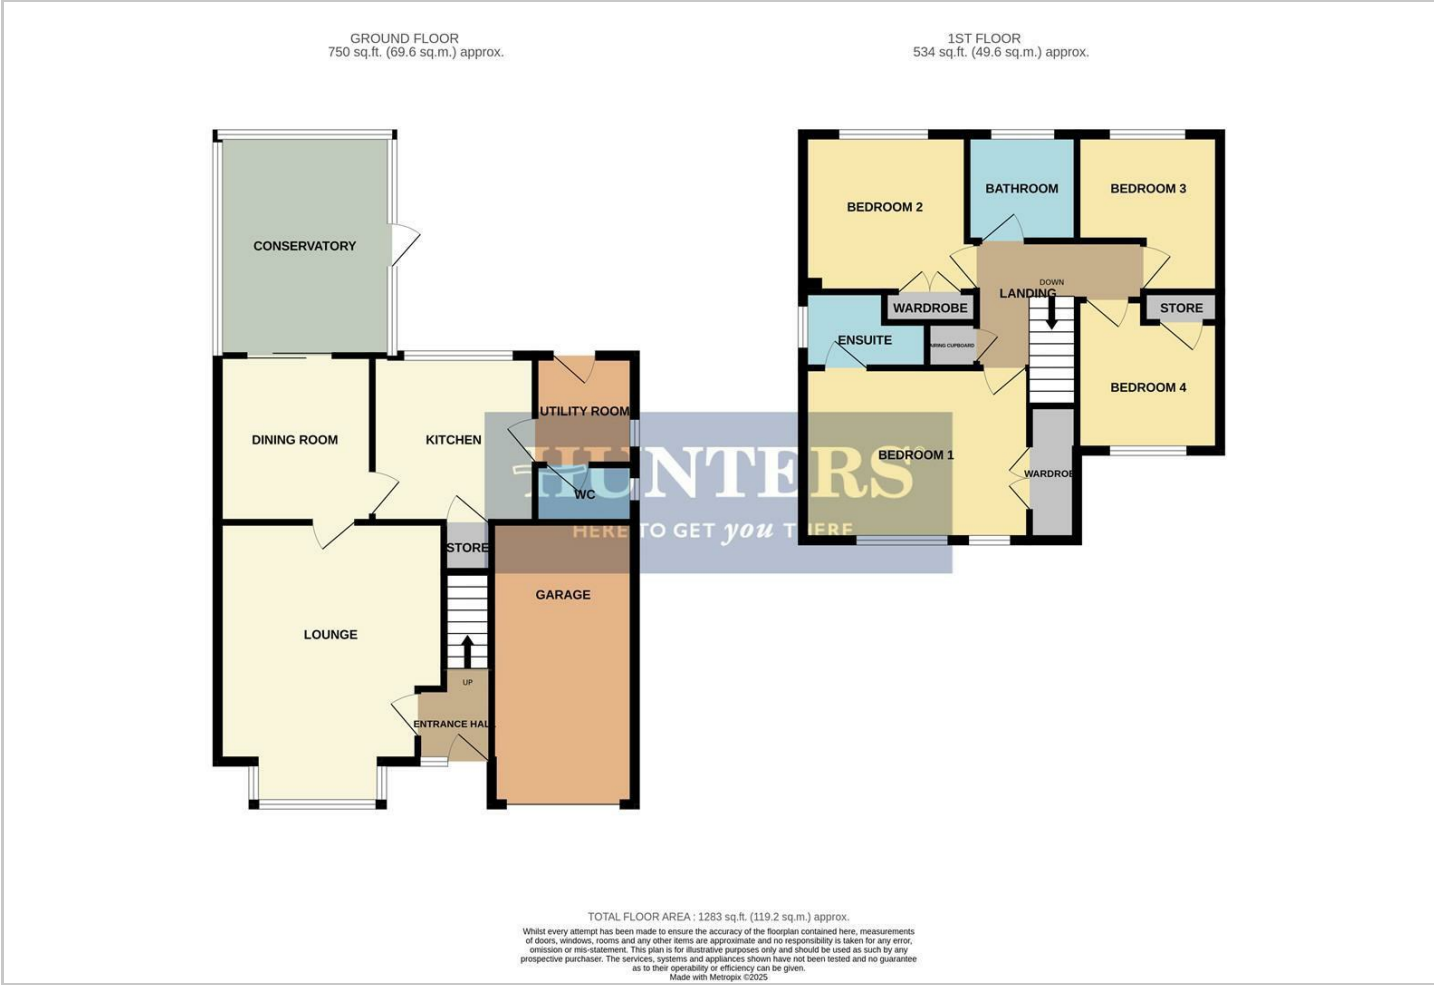 GROUND FLOOR
750 sq.ft. (69.6 sq.m.) approx.
1ST FLOOR
534 sq.ft. (49.6 sq.m.) approx.
CONSERVATORY
DINING ROOM
KITCHEN
UTILITY ROOM
WC
STORE
LOUNGE
GARAGE
UP
ENTRANCE HAL
BEDROOM 2
BATHROOM
BEDROOM 3
DOWN
LANDING
WARDROBE
STORE
ENSUITE
AIRING CUPBOARD
BEDROOM 4
BEDROOM 1
WARDROBE
HUNTERS
HERE TO GET you THERE
TOTAL FLOOR AREA : 1283 sq.ft. (119.2 sq.m.) approx.
Whilst every attempt has been made to ensure the accuracy of the floorplan contained here, measurements
of doors, windows, rooms and any other items are approximate and no responsibility is taken for any error,
omission or mis-statement. This plan is for illustrative purposes only and should be used as such by any
prospective purchaser. The services, systems and appliances shown have not been tested and no guarantee
as to their operability or efficiency can be given.
Made with Metropix ©2025